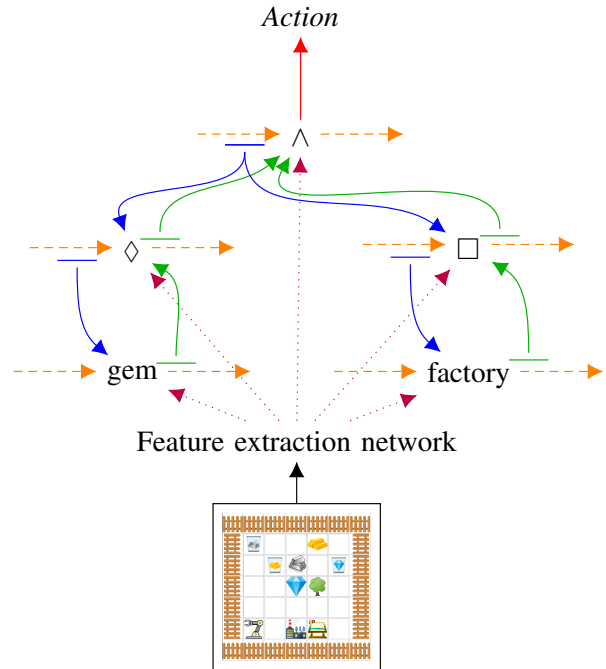 Action
∧
◊ □
gem factory
Feature extraction network